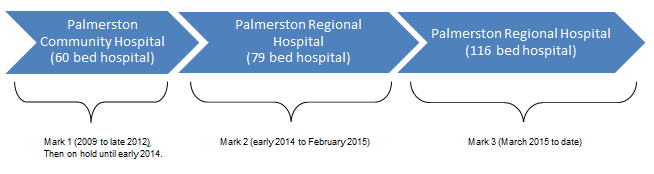 Palmerston
Community Hospital
(60 bed hospital)
Palmerston Regional
Hospital
(79 bed hospital)
Palmerston Regional Hospital
(116 bed hospital)
Mark 1 (2009 to late 2012),
Then on hold until early 2014.
Mark 2 (early 2014 to February 2015)
Mark 3 (March 2015 to date)